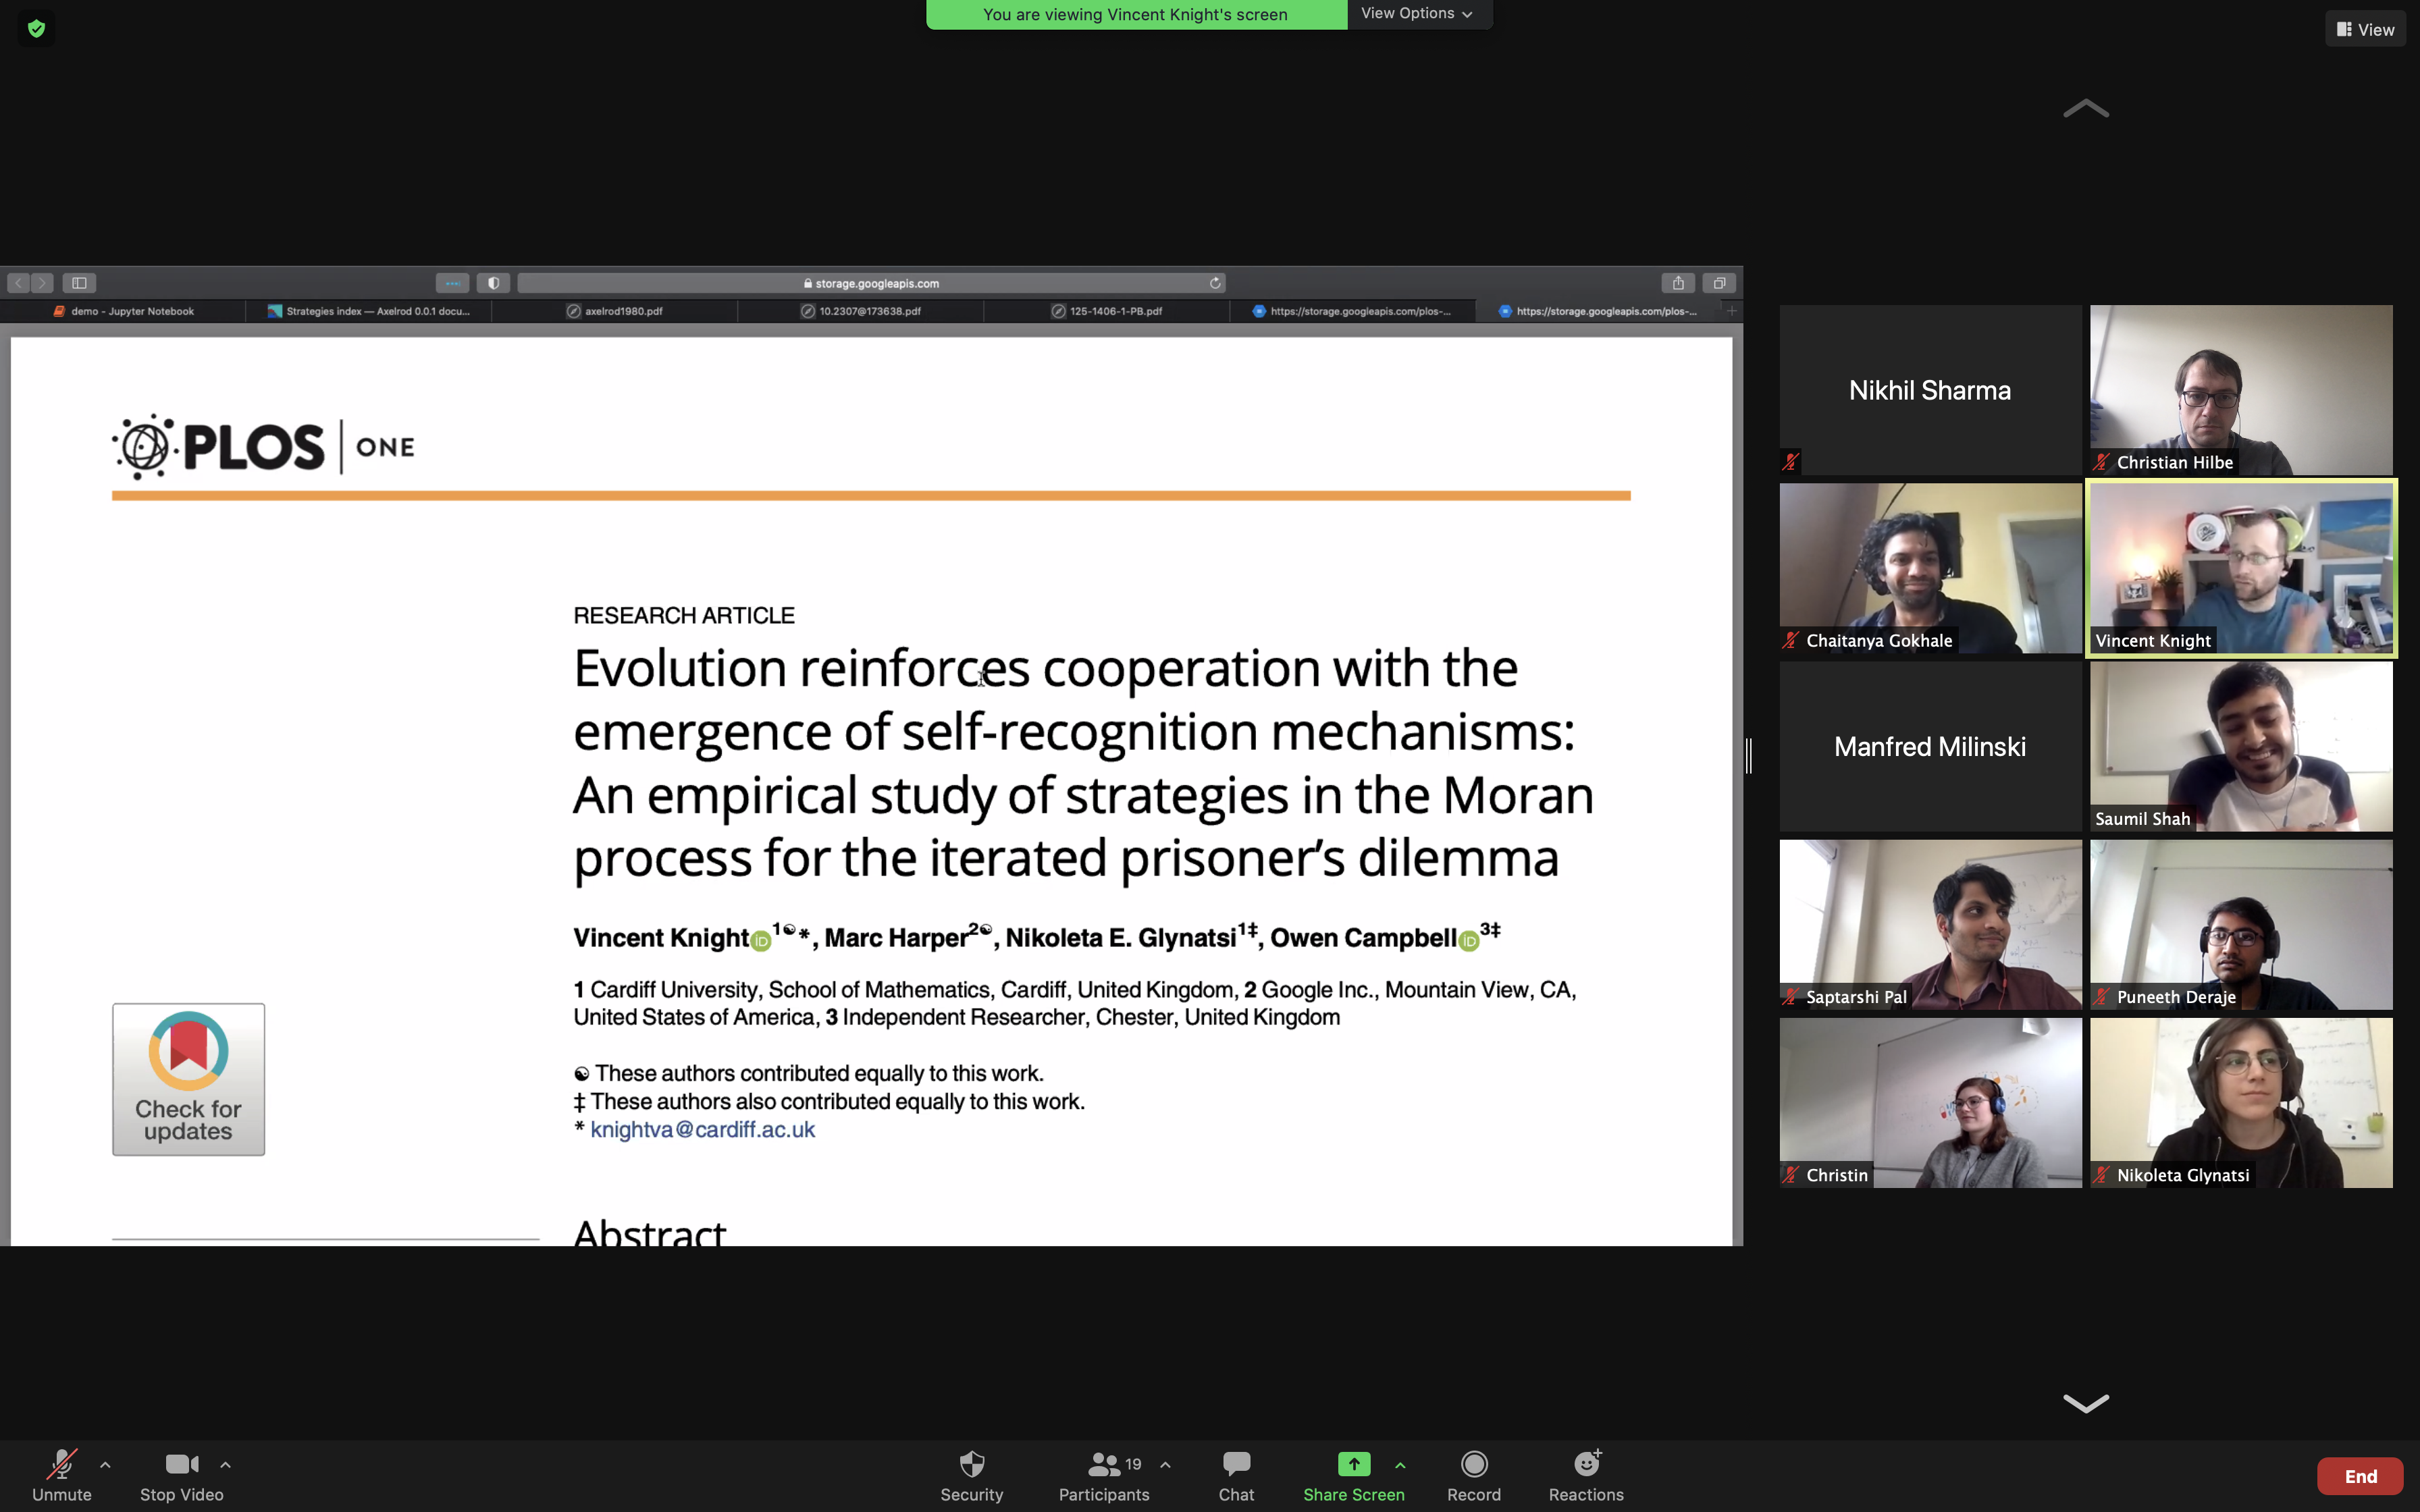 You are viewing Vincent Knight's screen
View Options
View
storage.googleapis.com
demo - Jupyter Notebook
Strategies index — Axelrod 0.0.1 docu...
axelrod1980.pdf
10.2307@173638.pdf
125-1406-1-PB.pdf
https://storage.googleapis.com/plos-...
https://storage.googleapis.com/plos-...
PLOS ONE
RESEARCH ARTICLE
Evolution reinforces cooperation with the
emergence of self-recognition mechanisms:
An empirical study of strategies in the Moran
process for the iterated prisoner's dilemma
Vincent Knight iD 1☯*, Marc Harper2☯, Nikoleta E. Glynatsi1‡, Owen Campbell iD 3‡
1 Cardiff University, School of Mathematics, Cardiff, United Kingdom, 2 Google Inc., Mountain View, CA,
United States of America, 3 Independent Researcher, Chester, United Kingdom
☯ These authors contributed equally to this work.
‡ These authors also contributed equally to this work.
* knightva@cardiff.ac.uk
Check for
updates
Abstract
Nikhil Sharma
Christian Hilbe
Chaitanya Gokhale
Vincent Knight
Manfred Milinski
Saumil Shah
Saptarshi Pal
Puneeth Deraje
Christin
Nikoleta Glynatsi
Unmute
Stop Video
Security
19
Participants
Chat
Share Screen
Record
Reactions
End